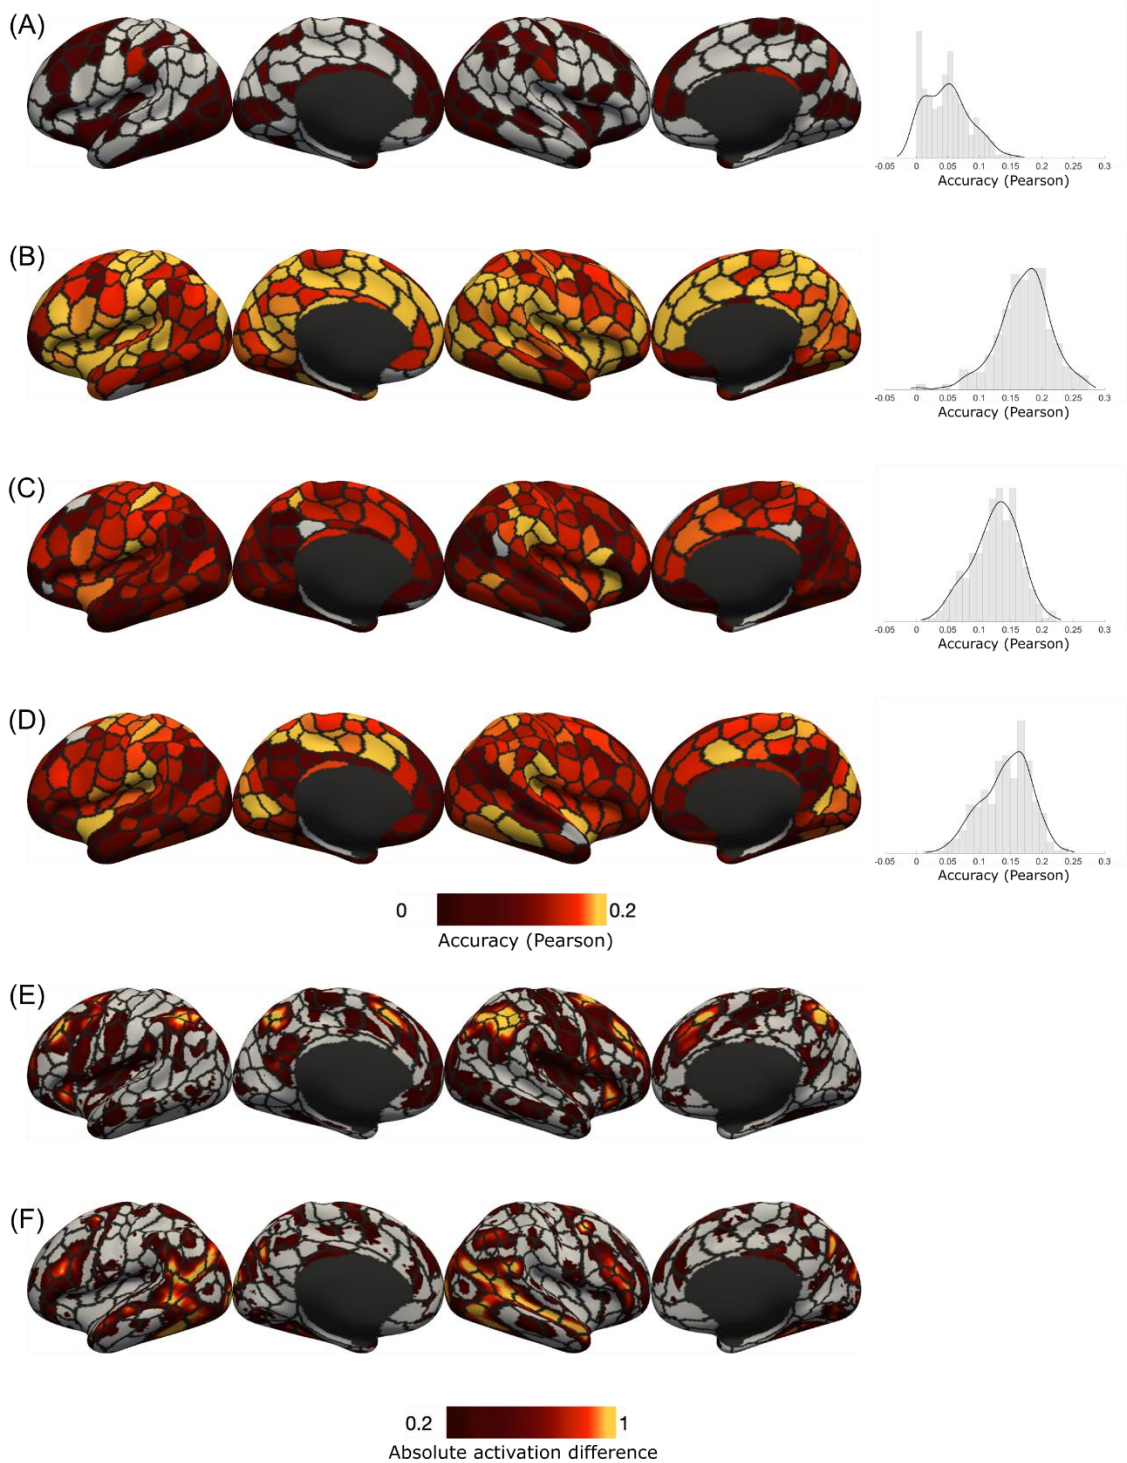 (A)
-0.05 0 0.05 0.1 0.15 0.2 0.25 0.3
Accuracy (Pearson)
(B)
-0.05 0 0.05 0.1 0.15 0.2 0.25 0.3
Accuracy (Pearson)
(C)
-0.05 0 0.05 0.1 0.15 0.2 0.25 0.3
Accuracy (Pearson)
(D)
-0.05 0 0.05 0.1 0.15 0.2 0.25 0.3
Accuracy (Pearson)
0 0.2
Accuracy (Pearson)
(E)
(F)
0.2 1
Absolute activation difference